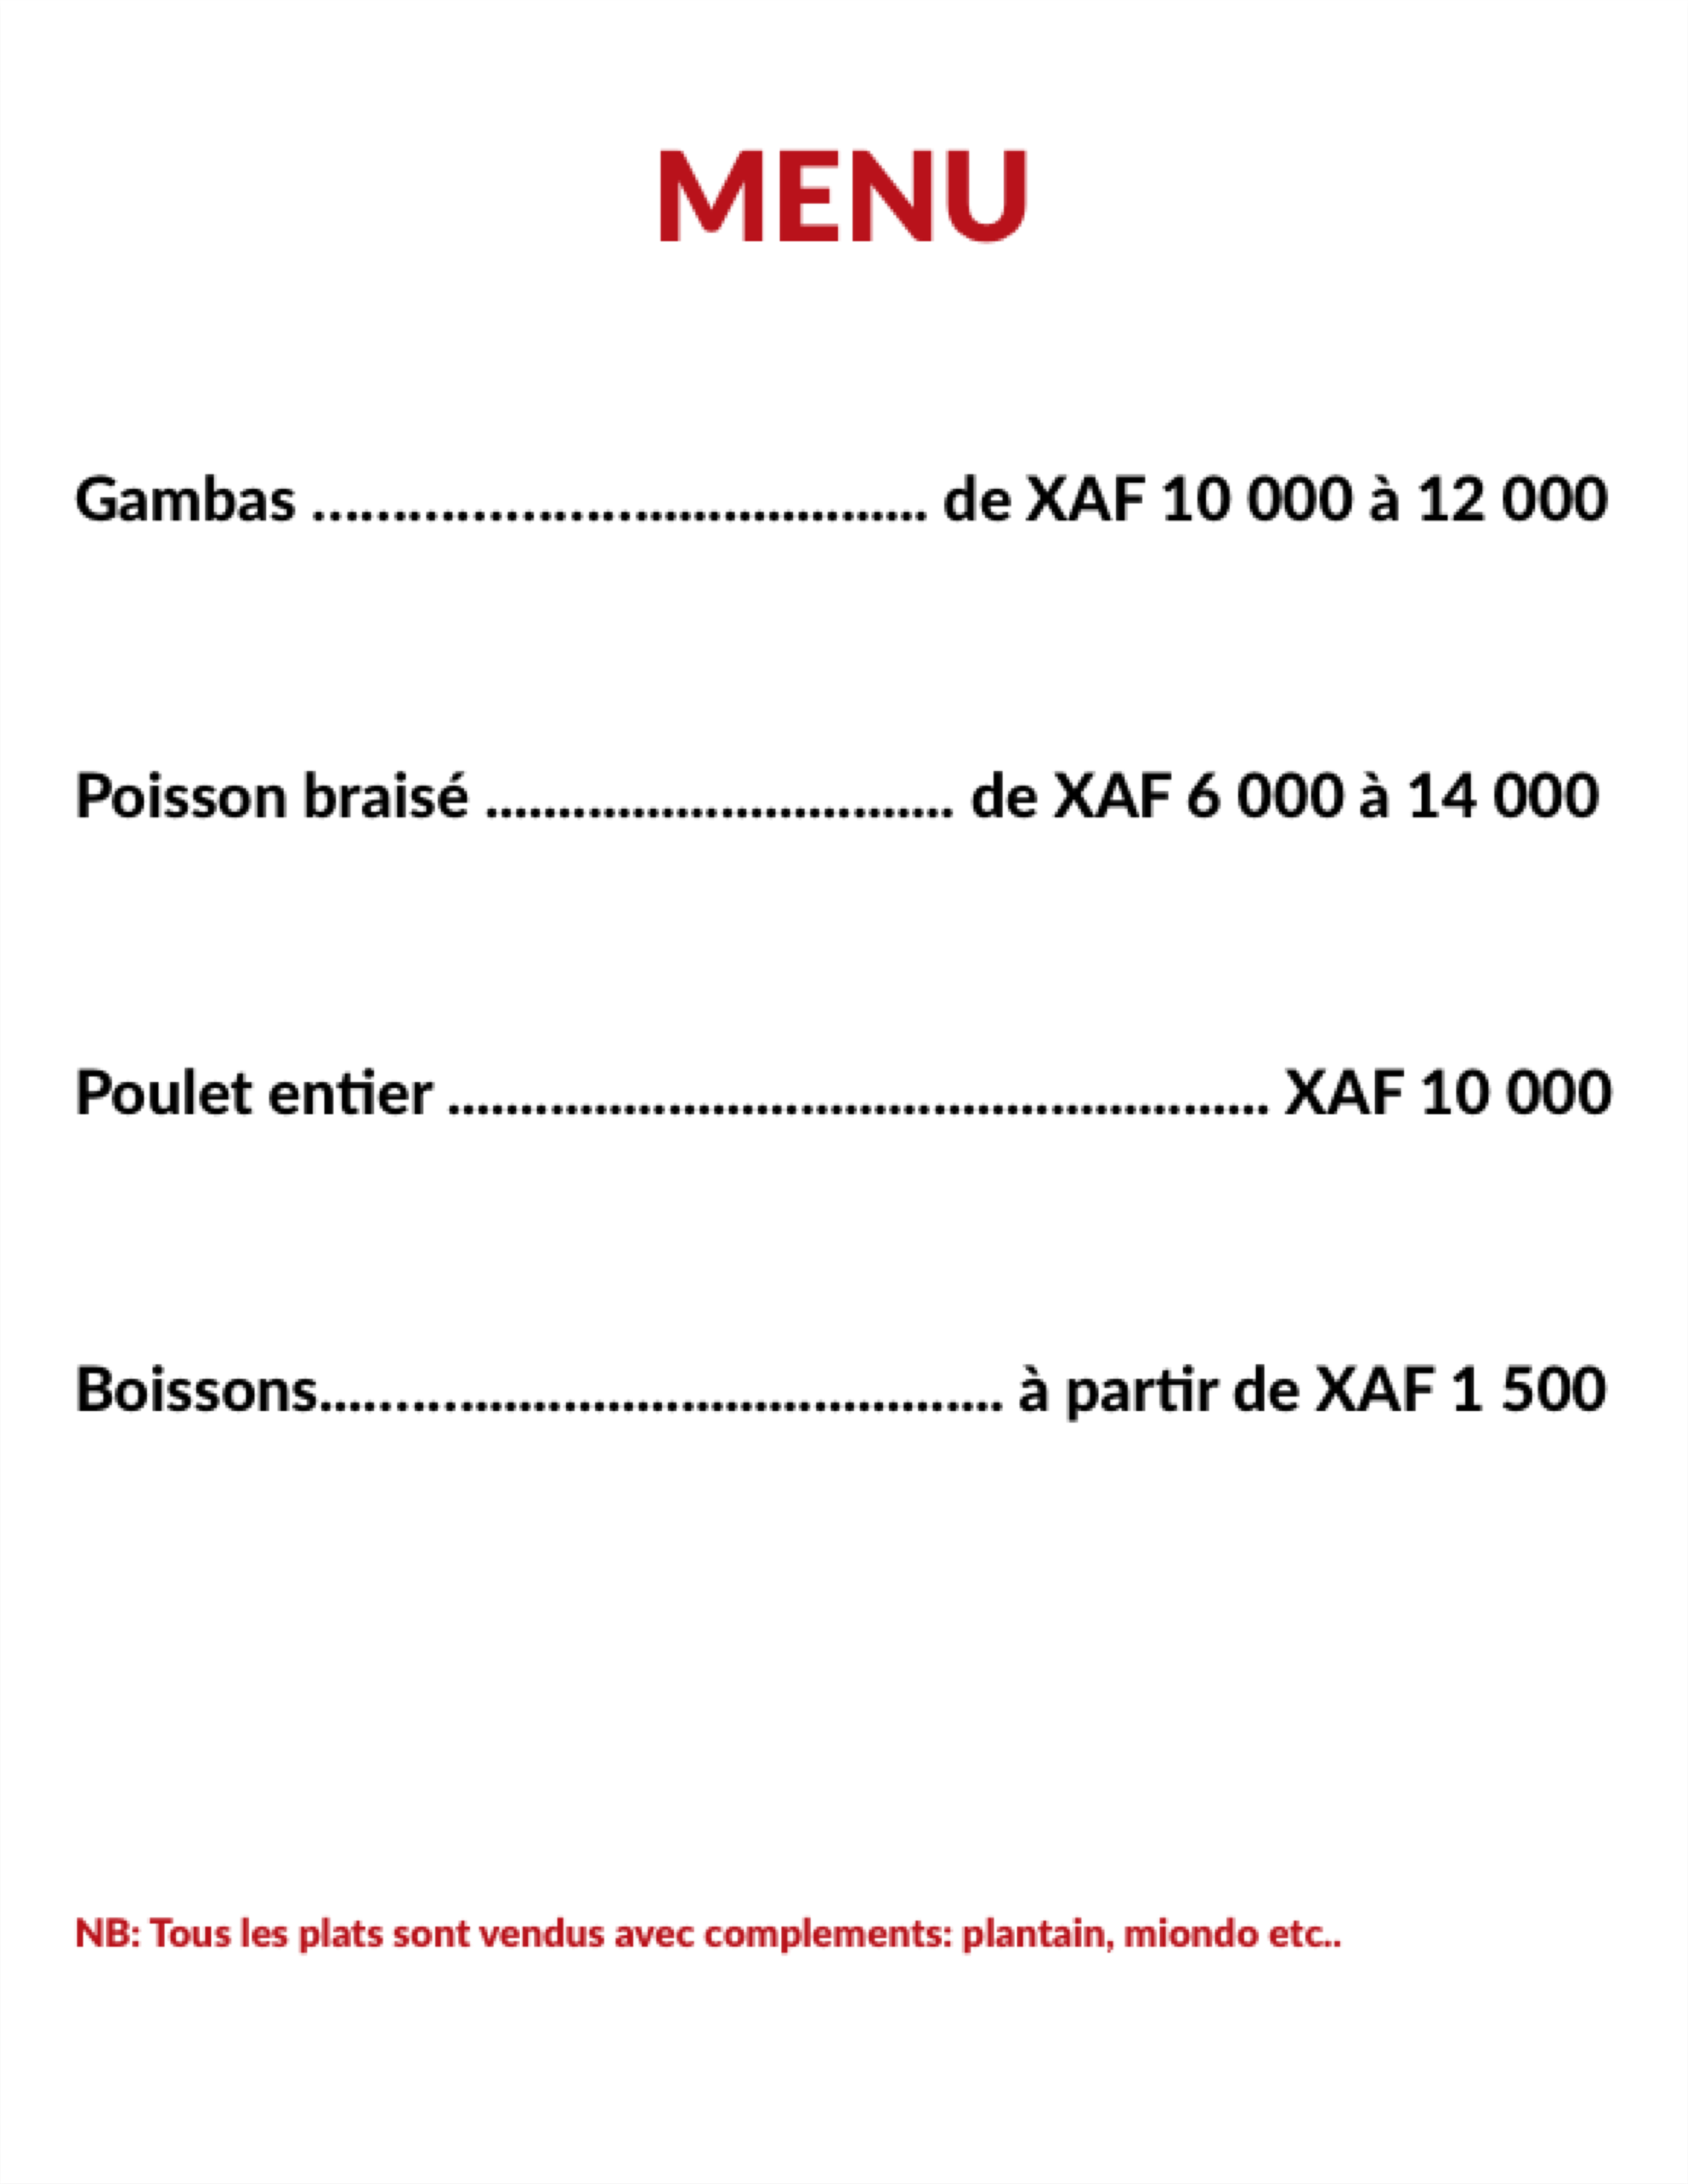 MENU
Gambas ....................................... de XAF 10 000 à 12 000
Poisson braisé ................................ de XAF 6 000 à 14 000
Poulet entier ........................................................ XAF 10 000
Boissons.............................................. à partir de XAF 1 500
NB: Tous les plats sont vendus avec complements: plantain, miondo etc..